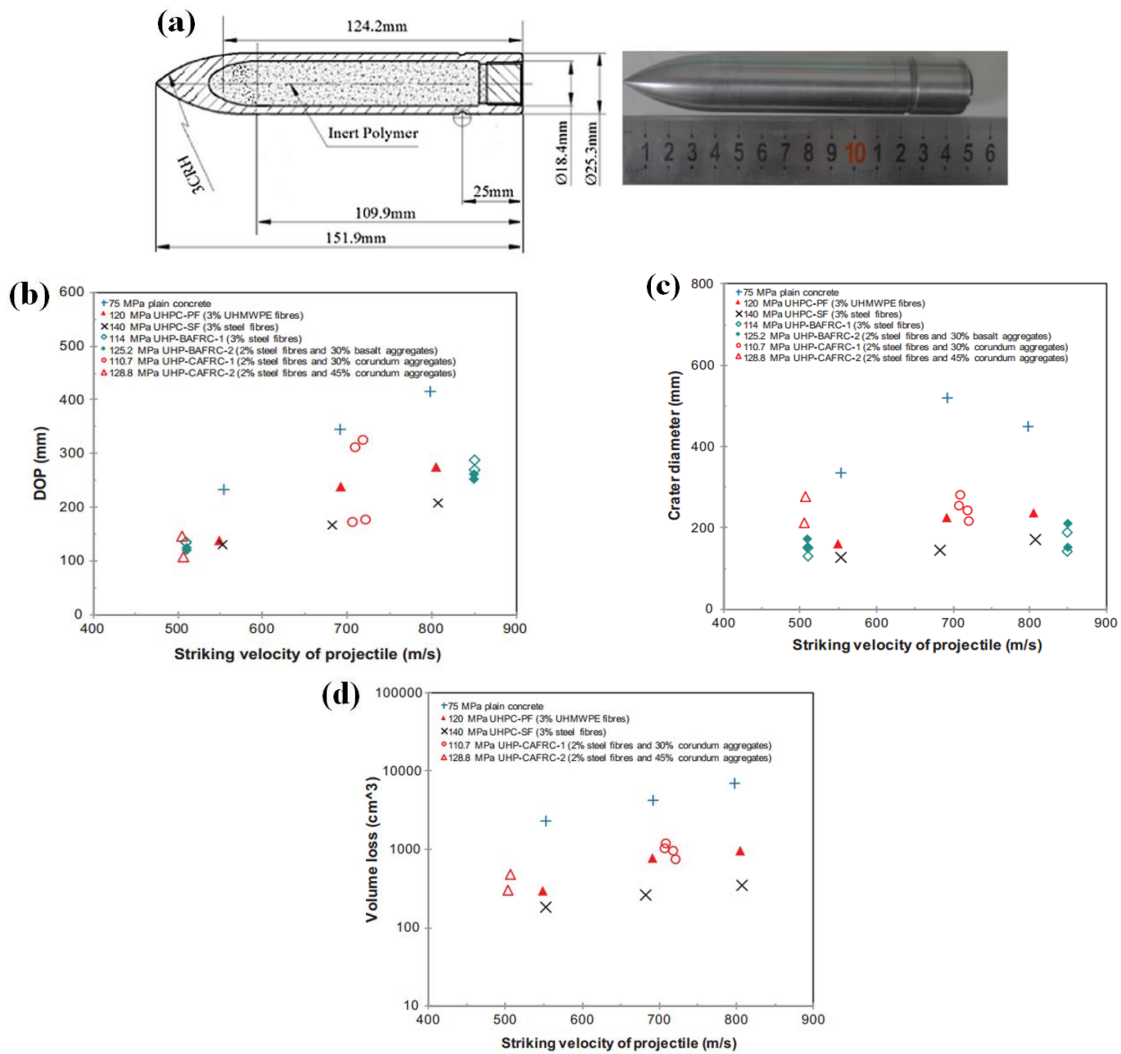 (a)
124.2mm
Inert Polymer
3CRH
Ø18.4mm
Ø25.3mm
25mm
109.9mm
151.9mm
1 2 3 4 5 6 7 8 9 10 1 2 3 4 5 6
(b)
600
500
400
300
200
100
0
DOP (mm)
75 MPa plain concrete
120 MPa UHPC-PF (3% UHMWPE fibres)
140 MPa UHPC-SF (3% steel fibres)
114 MPa UHP-BAFRC-1 (3% steel fibres)
125.2 MPa UHP-BAFRC-2 (2% steel fibres and 30% basalt aggregates)
110.7 MPa UHP-CAFRC-1 (2% steel fibres and 30% corundum aggregates)
128.8 MPa UHP-CAFRC-2 (2% steel fibres and 45% corundum aggregates)
400 500 600 700 800 900
Striking velocity of projectile (m/s)
(c)
800
600
400
200
0
Crater diameter (mm)
75 MPa plain concrete
120 MPa UHPC-PF (3% UHMWPE fibres)
140 MPa UHPC-SF (3% steel fibres)
114 MPa UHP-BAFRC-1 (3% steel fibres)
125.2 MPa UHP-BAFRC-2 (2% steel fibres and 30% basalt aggregates)
110.7 MPa UHP-CAFRC-1 (2% steel fibres and 30% corundum aggregates)
128.8 MPa UHP-CAFRC-2 (2% steel fibres and 45% corundum aggregates)
400 500 600 700 800 900
Striking velocity of projectile (m/s)
(d)
100000
10000
1000
100
10
Volume loss (cm^3)
75 MPa plain concrete
120 MPa UHPC-PF (3% UHMWPE fibres)
140 MPa UHPC-SF (3% steel fibres)
110.7 MPa UHP-CAFRC-1 (2% steel fibres and 30% corundum aggregates)
128.8 MPa UHP-CAFRC-2 (2% steel fibres and 45% corundum aggregates)
400 500 600 700 800 900
Striking velocity of projectile (m/s)